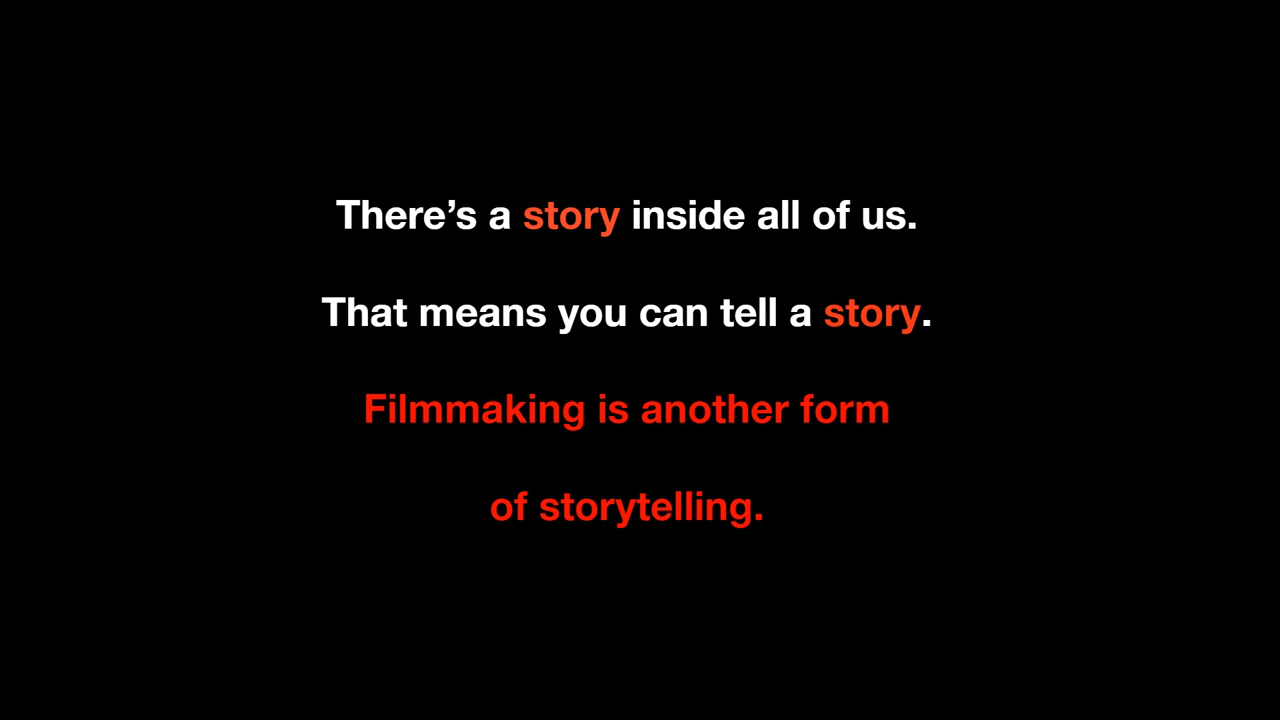 There’s a story inside all of us.
That means you can tell a story.
Filmmaking is another form
of storytelling.